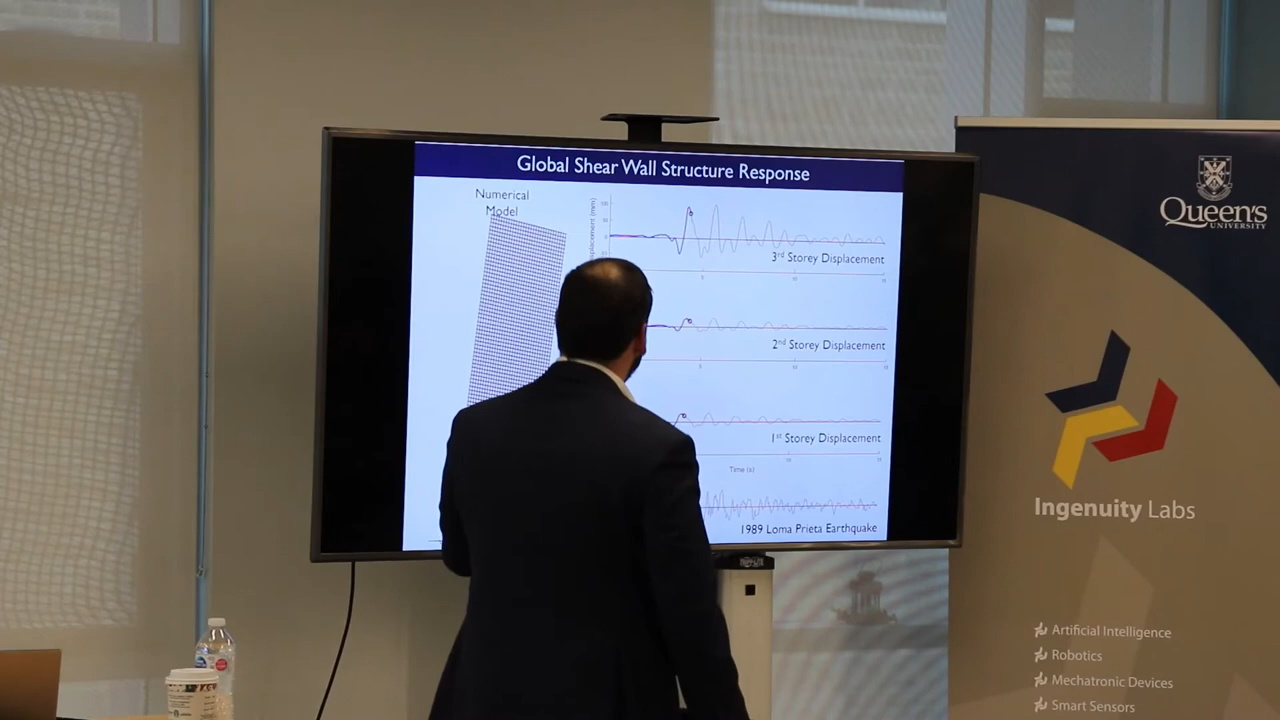 Global Shear Wall Structure Response
Numerical
Model
3rd Storey Displacement
2nd Storey Displacement
1st Storey Displacement
Time (s)
1989 Loma Prieta Earthquake
Queen's
UNIVERSITY
Ingenuity Labs
Artificial Intelligence
Robotics
Mechatronic Devices
Smart Sensors